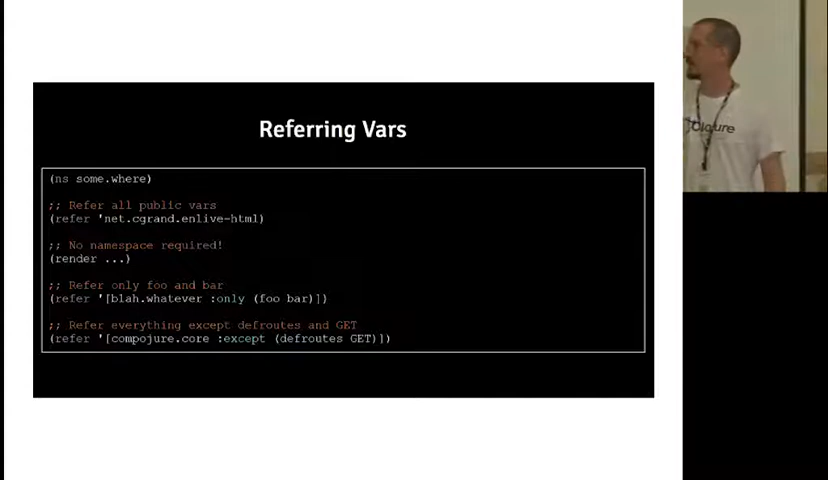 Referring Vars
(ns some.where)
;; Refer all public vars
(refer 'net.cgrand.enlive-html)
;; No namespace required!
(render ...)
;; Refer only foo and bar
(refer '[blah.whatever :only (foo bar)])
;; Refer everything except defroutes and GET
(refer '[compojure.core :except (defroutes GET)])
Clojure